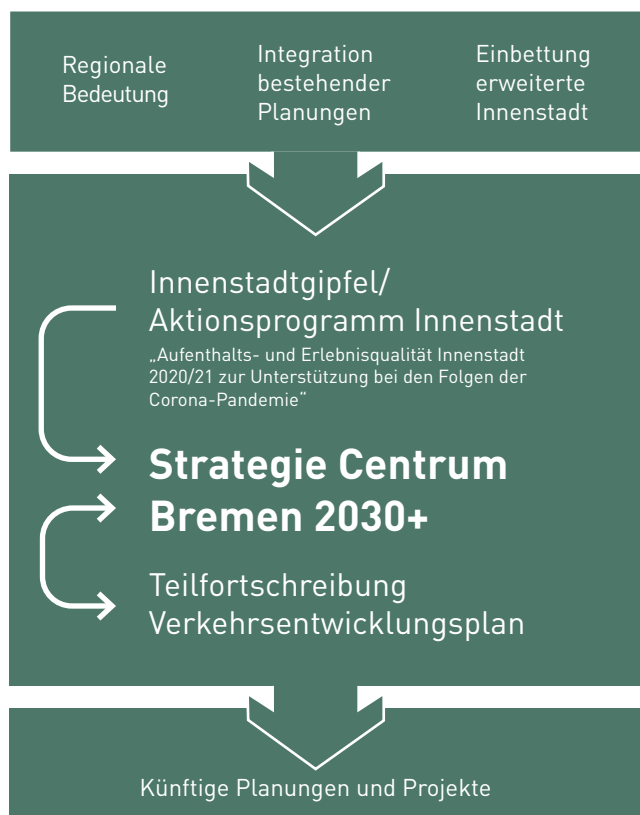 Regionale
Bedeutung
Integration
bestehender
Planungen
Einbettung
erweiterte
Innenstadt
Innenstadtgipfel/
Aktionsprogramm Innenstadt
„Aufenthalts- und Erlebnisqualität Innenstadt
2020/21 zur Unterstützung bei den Folgen der
Corona-Pandemie“
Strategie Centrum
Bremen 2030+
Teilfortschreibung
Verkehrsentwicklungsplan
Künftige Planungen und Projekte